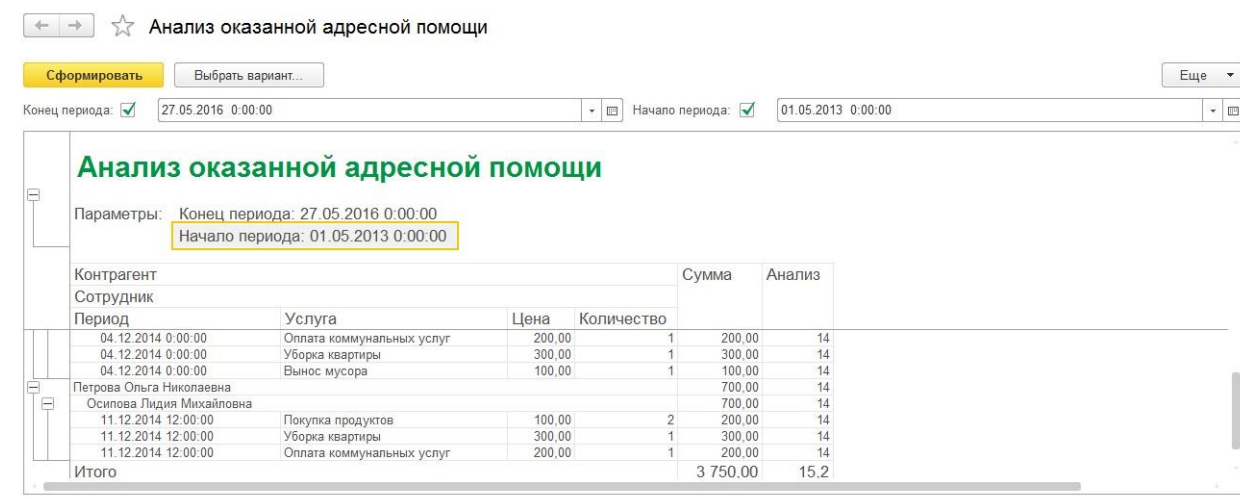 Анализ оказанной адресной помощи
Сформировать Выбрать вариант... Еще
Конец периода: 27.05.2016 0:00:00 Начало периода: 01.05.2013 0:00:00
Анализ оказанной адресной помощи
Параметры: Конец периода: 27.05.2016 0:00:00
Начало периода: 01.05.2013 0:00:00
Контрагент Сумма Анализ
Сотрудник
Период Услуга Цена Количество
04.12.2014 0:00:00 Оплата коммунальных услуг 200,00 1 200,00 14
04.12.2014 0:00:00 Уборка квартиры 300,00 1 300,00 14
04.12.2014 0:00:00 Вынос мусора 100,00 1 100,00 14
Петрова Ольга Николаевна 700,00 14
Осипова Лидия Михайловна 700,00 14
11.12.2014 12:00:00 Покупка продуктов 100,00 2 200,00 14
11.12.2014 12:00:00 Уборка квартиры 300,00 1 300,00 14
11.12.2014 12:00:00 Оплата коммунальных услуг 200,00 1 200,00 14
Итого 3 750,00 15,2